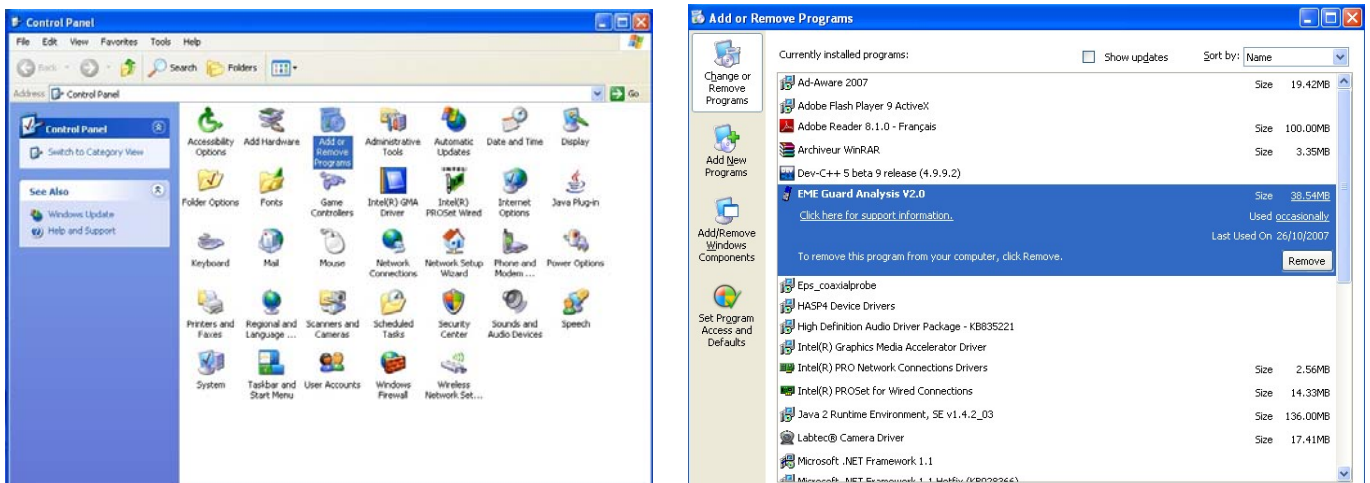 Control Panel
File Edit View Favorites Tools Help
Back Search Folders
Address Control Panel Go
Control Panel
Switch to Category View
See Also
Windows Update
Help and Support
Accessibility Options
Add Hardware
Add or Remove Programs
Administrative Tools
Automatic Updates
Date and Time
Display
Folder Options
Fonts
Game Controllers
Intel(R) GMA Driver
Intel(R) PROSet Wired
Internet Options
Java Plug-in
Keyboard
Mail
Mouse
Network Connections
Network Setup Wizard
Phone and Modem ...
Power Options
Printers and Faxes
Regional and Language ...
Scanners and Cameras
Scheduled Tasks
Security Center
Sounds and Audio Devices
Speech
System
Taskbar and Start Menu
User Accounts
Windows Firewall
Wireless Network Set...
Add or Remove Programs
Change or Remove Programs
Add New Programs
Add/Remove Windows Components
Set Program Access and Defaults
Currently installed programs: Show updates Sort by: Name
Ad-Aware 2007 Size 19.42MB
Adobe Flash Player 9 ActiveX
Adobe Reader 8.1.0 - Français Size 100.00MB
Archiveur WinRAR Size 3.35MB
Dev-C++ 5 beta 9 release (4.9.9.2)
EME Guard Analysis V2.0 Size 38.54MB
Click here for support information. Used occasionally
Last Used On 26/10/2007
To remove this program from your computer, click Remove. Remove
Eps_coaxialprobe
HASP4 Device Drivers
High Definition Audio Driver Package - KB835221
Intel(R) Graphics Media Accelerator Driver
Intel(R) PRO Network Connections Drivers Size 2.56MB
Intel(R) PROSet for Wired Connections Size 14.33MB
Java 2 Runtime Environment, SE v1.4.2_03 Size 136.00MB
Labtec® Camera Driver Size 17.41MB
Microsoft .NET Framework 1.1
Microsoft .NET Framework 1.1 Hotfix (KB928366)